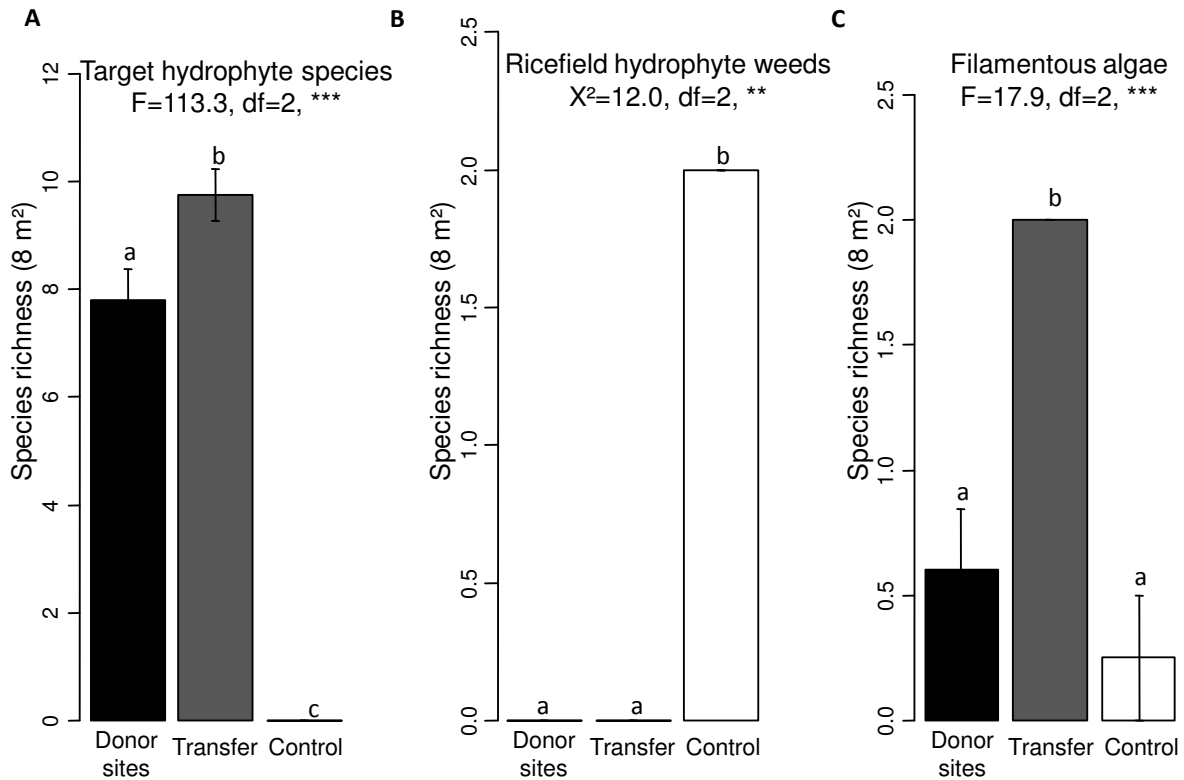 A
Target hydrophyte species
F=113.3, df=2, ***
Species richness (8 m²)
12
10
8
6
4
2
0
a
b
c
Donor sites
Transfer
Control
B
Ricefield hydrophyte weeds
X²=12.0, df=2, **
Species richness (8 m²)
2.5
2.0
1.5
1.0
0.5
0.0
a
a
b
Donor
sites
Transfer
Control
C
Filamentous algae
F=17.9, df=2, ***
Species richness (8 m²)
2.5
2.0
1.5
1.0
0.5
0.0
a
b
a
Donor
sites
Transfer
Control